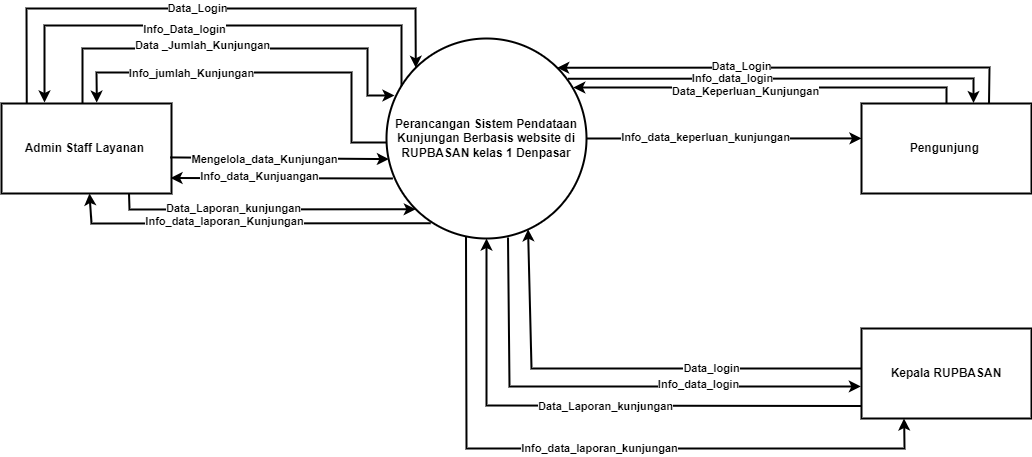 Data_Login
Info_Data_login
Data _Jumlah_Kunjungan
Info_jumlah_Kunjungan
Admin Staff Layanan
Mengelola_data_Kunjungan
Info_data_Kunjuangan
Data_Laporan_kunjungan
Info_data_laporan_Kunjungan
Perancangan Sistem Pendataan
Kunjungan Berbasis website di
RUPBASAN kelas 1 Denpasar
Data_Login
Info_data_login
Data_Keperluan_Kunjungan
Info_data_keperluan_kunjungan
Pengunjung
Data_login
Info_data_login
Data_Laporan_kunjungan
Info_data_laporan_kunjungan
Kepala RUPBASAN